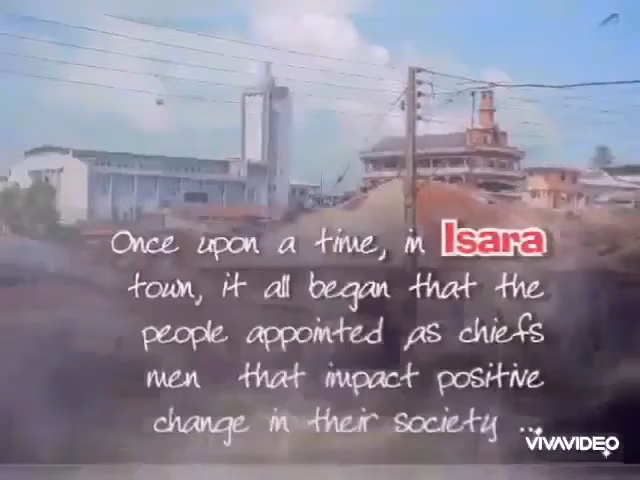 Once upon a time, in Isara
town, it all began that the
people appointed as chiefs
men that impact positive
change in their society ...
VIVAVIDEO